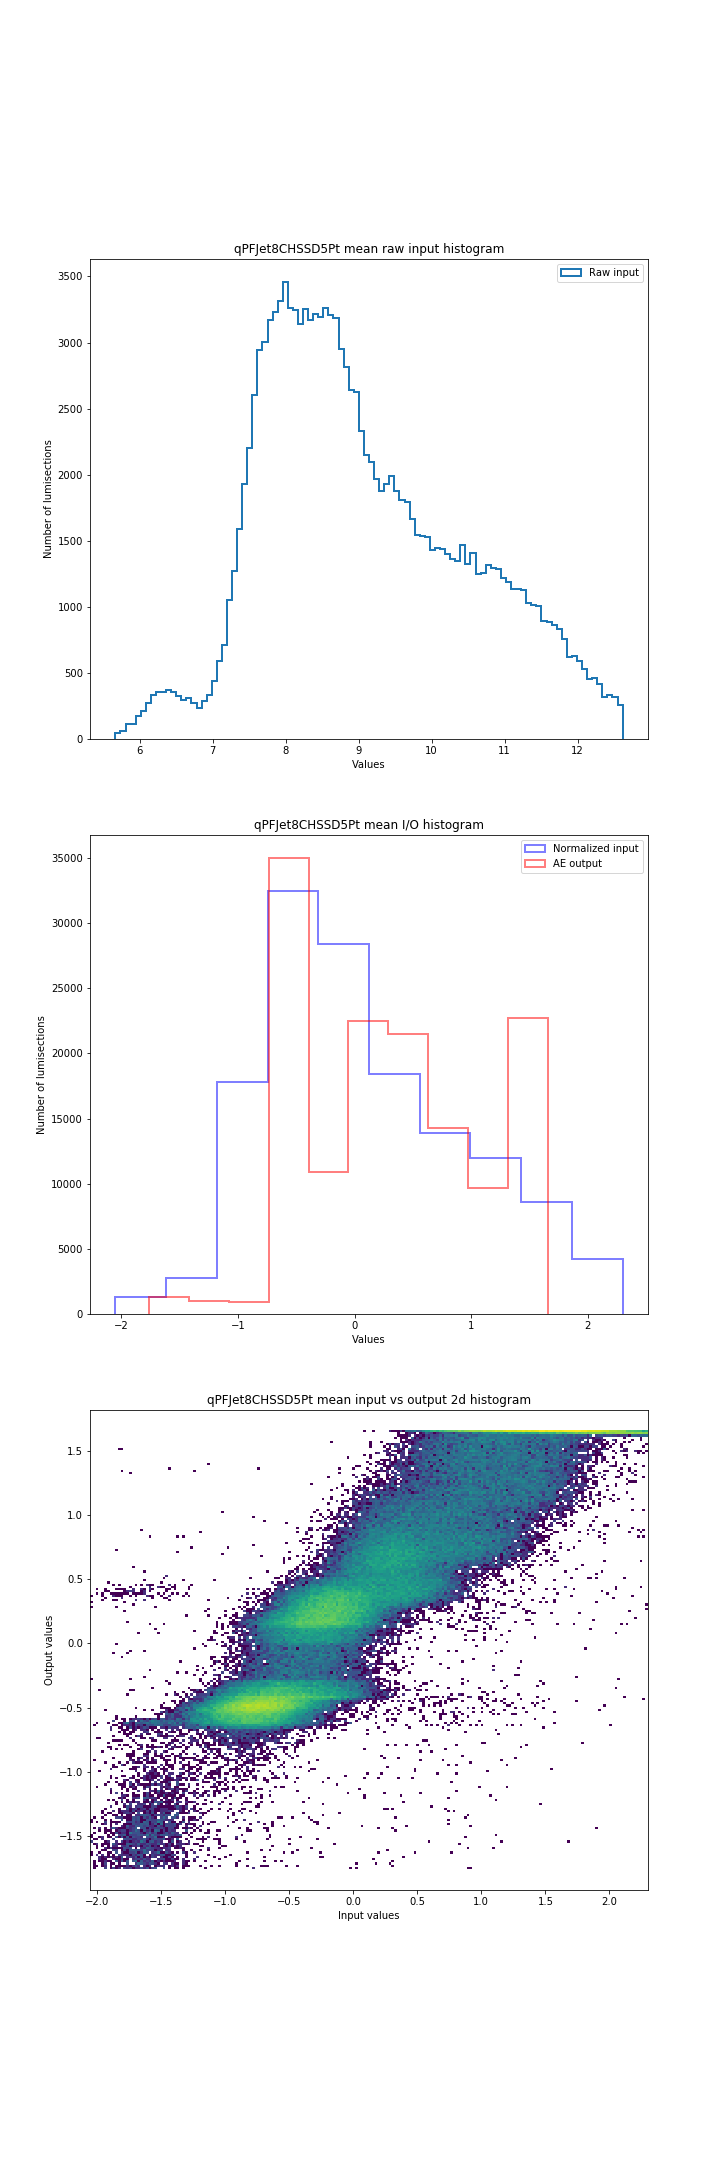 qPFJet8CHSSD5Pt mean raw input histogram
Raw input
3500
3000
2500
2000
1500
1000
500
0
Number of lumisections
6 7 8 9 10 11 12
Values
qPFJet8CHSSD5Pt mean I/O histogram
Normalized input
AE output
35000
30000
25000
20000
15000
10000
5000
0
Number of lumisections
−2 −1 0 1 2
Values
qPFJet8CHSSD5Pt mean input vs output 2d histogram
1.5
1.0
0.5
0.0
−0.5
−1.0
−1.5
Output values
−2.0 −1.5 −1.0 −0.5 0.0 0.5 1.0 1.5 2.0
Input values